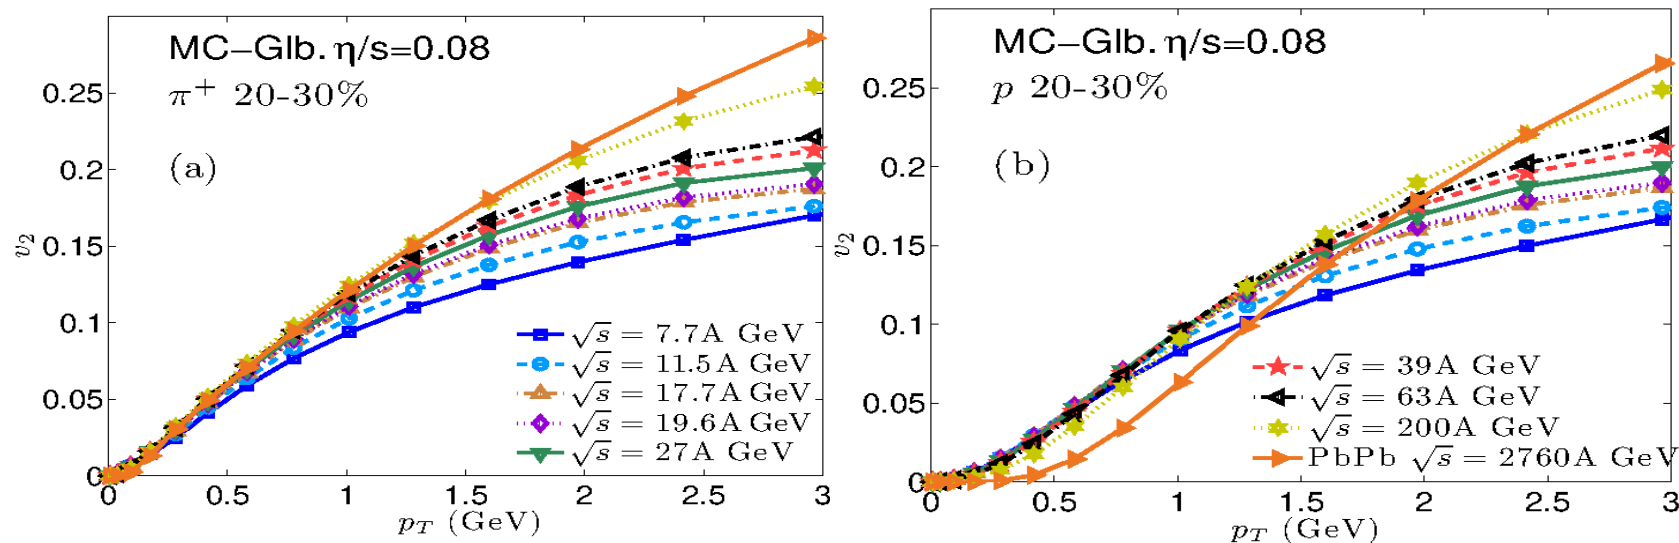 MC−Glb. η/s=0.08
π⁺ 20-30%
(a)
0.25
0.2
0.15
0.1
0.05
0
v₂
√s = 7.7A GeV
√s = 11.5A GeV
√s = 17.7A GeV
√s = 19.6A GeV
√s = 27A GeV
0 0.5 1 1.5 2 2.5 3
p_T (GeV)
MC−Glb. η/s=0.08
p 20-30%
(b)
0.25
0.2
0.15
0.1
0.05
0
v₂
√s = 39A GeV
√s = 63A GeV
√s = 200A GeV
PbPb √s = 2760A GeV
0 0.5 1 1.5 2 2.5 3
p_T (GeV)